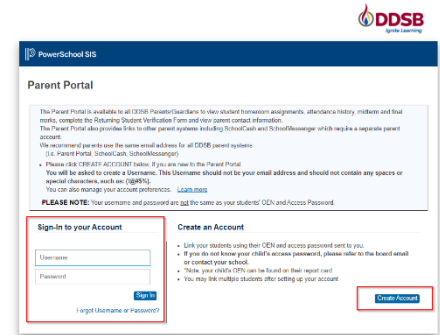 DDSB
Ignite Learning
PowerSchool SIS
Parent Portal
The Parent Portal is available to all DDSB Parents/Guardians to view student homeroom assignments, attendance history, midterm and final
marks, complete the Returning Student Verification Form and view parent contact information.
The Parent Portal also provides links to other parent systems including SchoolCash and SchoolMessenger which require a separate parent
account.
We recommend parents use the same email address for all DDSB parent systems
(i.e. Parent Portal, SchoolCash, SchoolMessenger)
• Please click CREATE ACCOUNT below: If you are new to the Parent Portal.
You will be asked to create a Username. This Username should not be your email address and should not contain any spaces or
special characters, such as: (!@#$%).
You can also manage your account preferences. Learn more
PLEASE NOTE: Your username and password are not the same as your students' OEN and Access Password.
Sign-In to your Account
Username
Password
Sign In
Forgot Username or Password?
Create an Account
• Link your students using their OEN and access password sent to you.
• If you do not know your child's access password, please refer to the board email
or contact your school.
• *Note, your child's OEN can be found on their report card
• You may link multiple students after setting up your account
Create Account